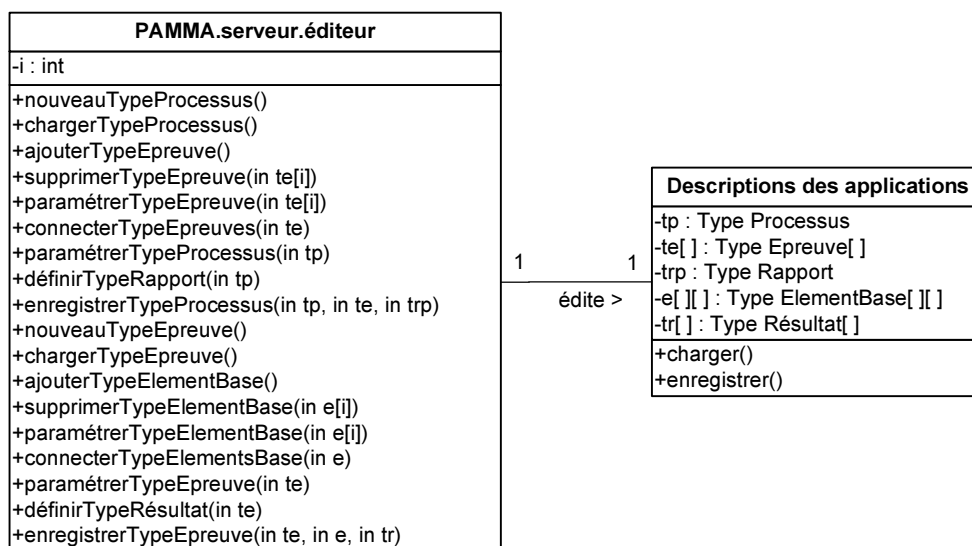 PAMMA.serveur.éditeur
-i : int
+nouveauTypeProcessus()
+chargerTypeProcessus()
+ajouterTypeEpreuve()
+supprimerTypeEpreuve(in te[i])
+paramétrerTypeEpreuve(in te[i])
+connecterTypeEpreuves(in te)
+paramétrerTypeProcessus(in tp)
+définirTypeRapport(in tp)
+enregistrerTypeProcessus(in tp, in te, in trp)
+nouveauTypeEpreuve()
+chargerTypeEpreuve()
+ajouterTypeElementBase()
+supprimerTypeElementBase(in e[i])
+paramétrerTypeElementBase(in e[i])
+connecterTypeElementsBase(in e)
+paramétrerTypeEpreuve(in te)
+définirTypeRésultat(in te)
+enregistrerTypeEpreuve(in te, in e, in tr)
1 1
édite >
Descriptions des applications
-tp : Type Processus
-te[ ] : Type Epreuve[ ]
-trp : Type Rapport
-e[ ][ ] : Type ElementBase[ ][ ]
-tr[ ] : Type Résultat[ ]
+charger()
+enregistrer()